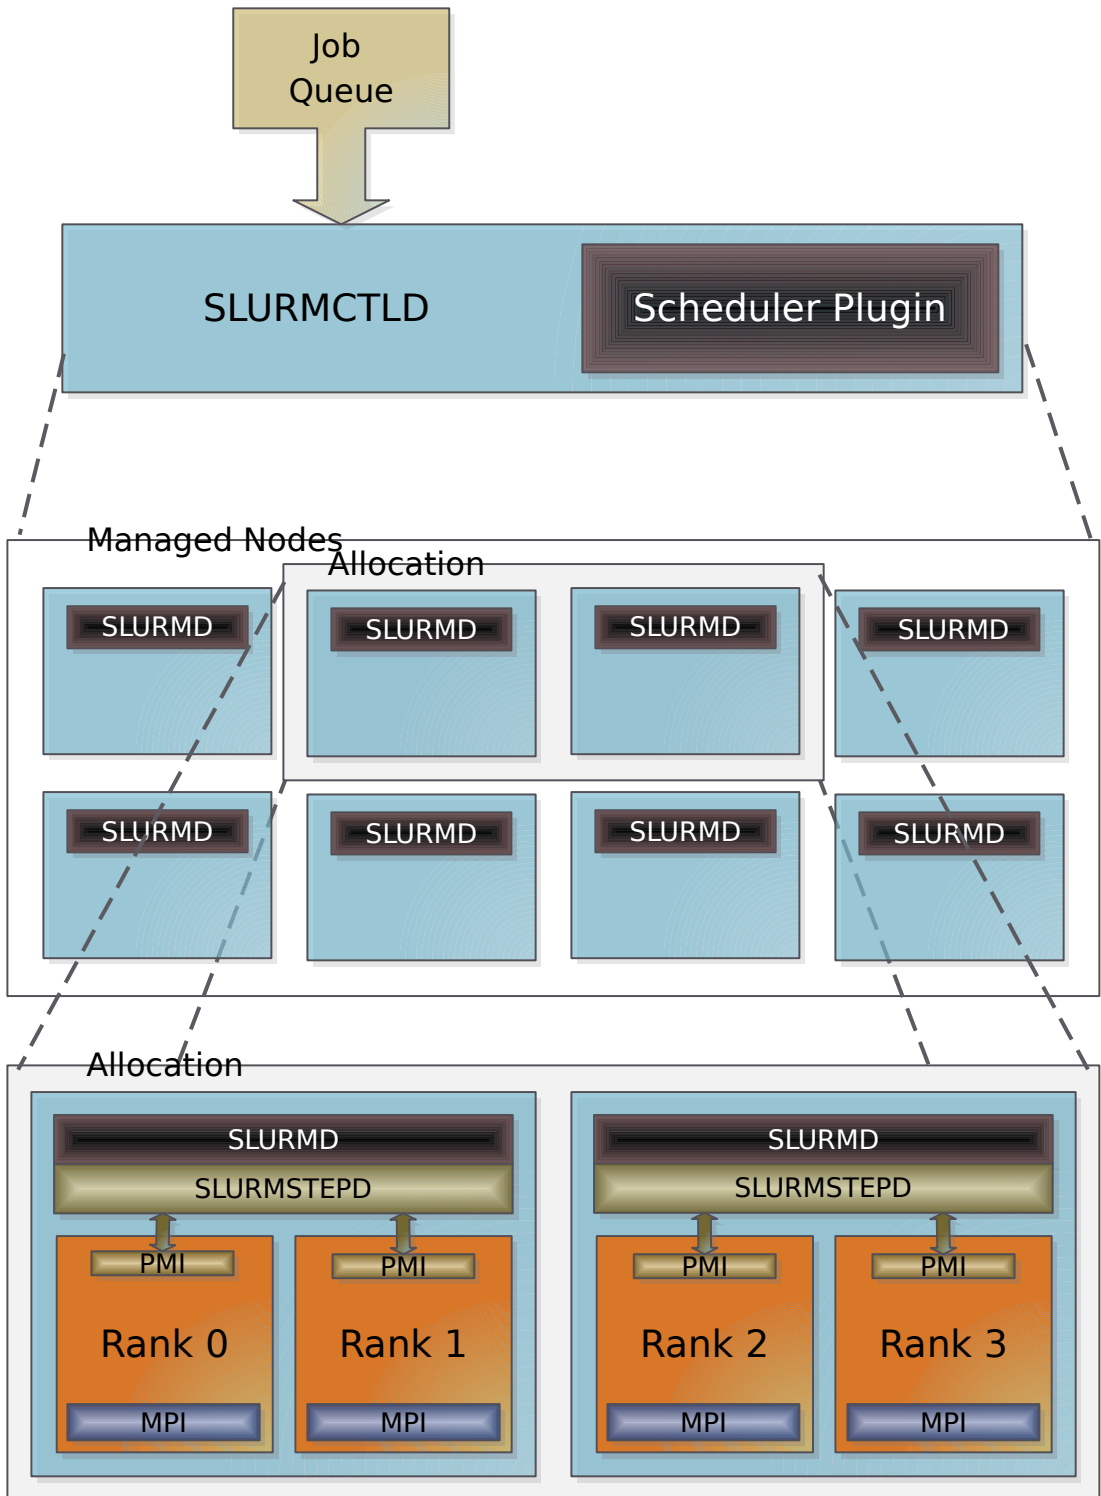 Job
Queue
SLURMCTLD
Scheduler Plugin
Managed Nodes
Allocation
SLURMD
SLURMD
SLURMD
SLURMD
SLURMD
SLURMD
SLURMD
SLURMD
Allocation
SLURMD
SLURMD
SLURMSTEPD
SLURMSTEPD
PMI
PMI
PMI
PMI
Rank 0
Rank 1
Rank 2
Rank 3
MPI
MPI
MPI
MPI